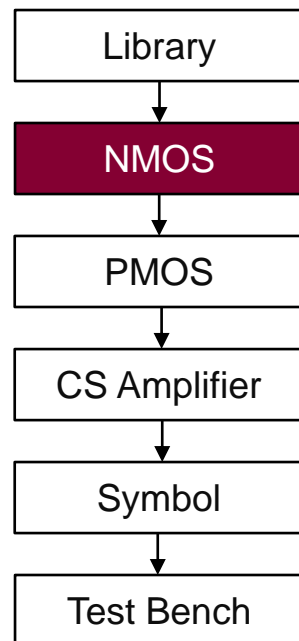 Library
NMOS
PMOS
CS Amplifier
Symbol
Test Bench